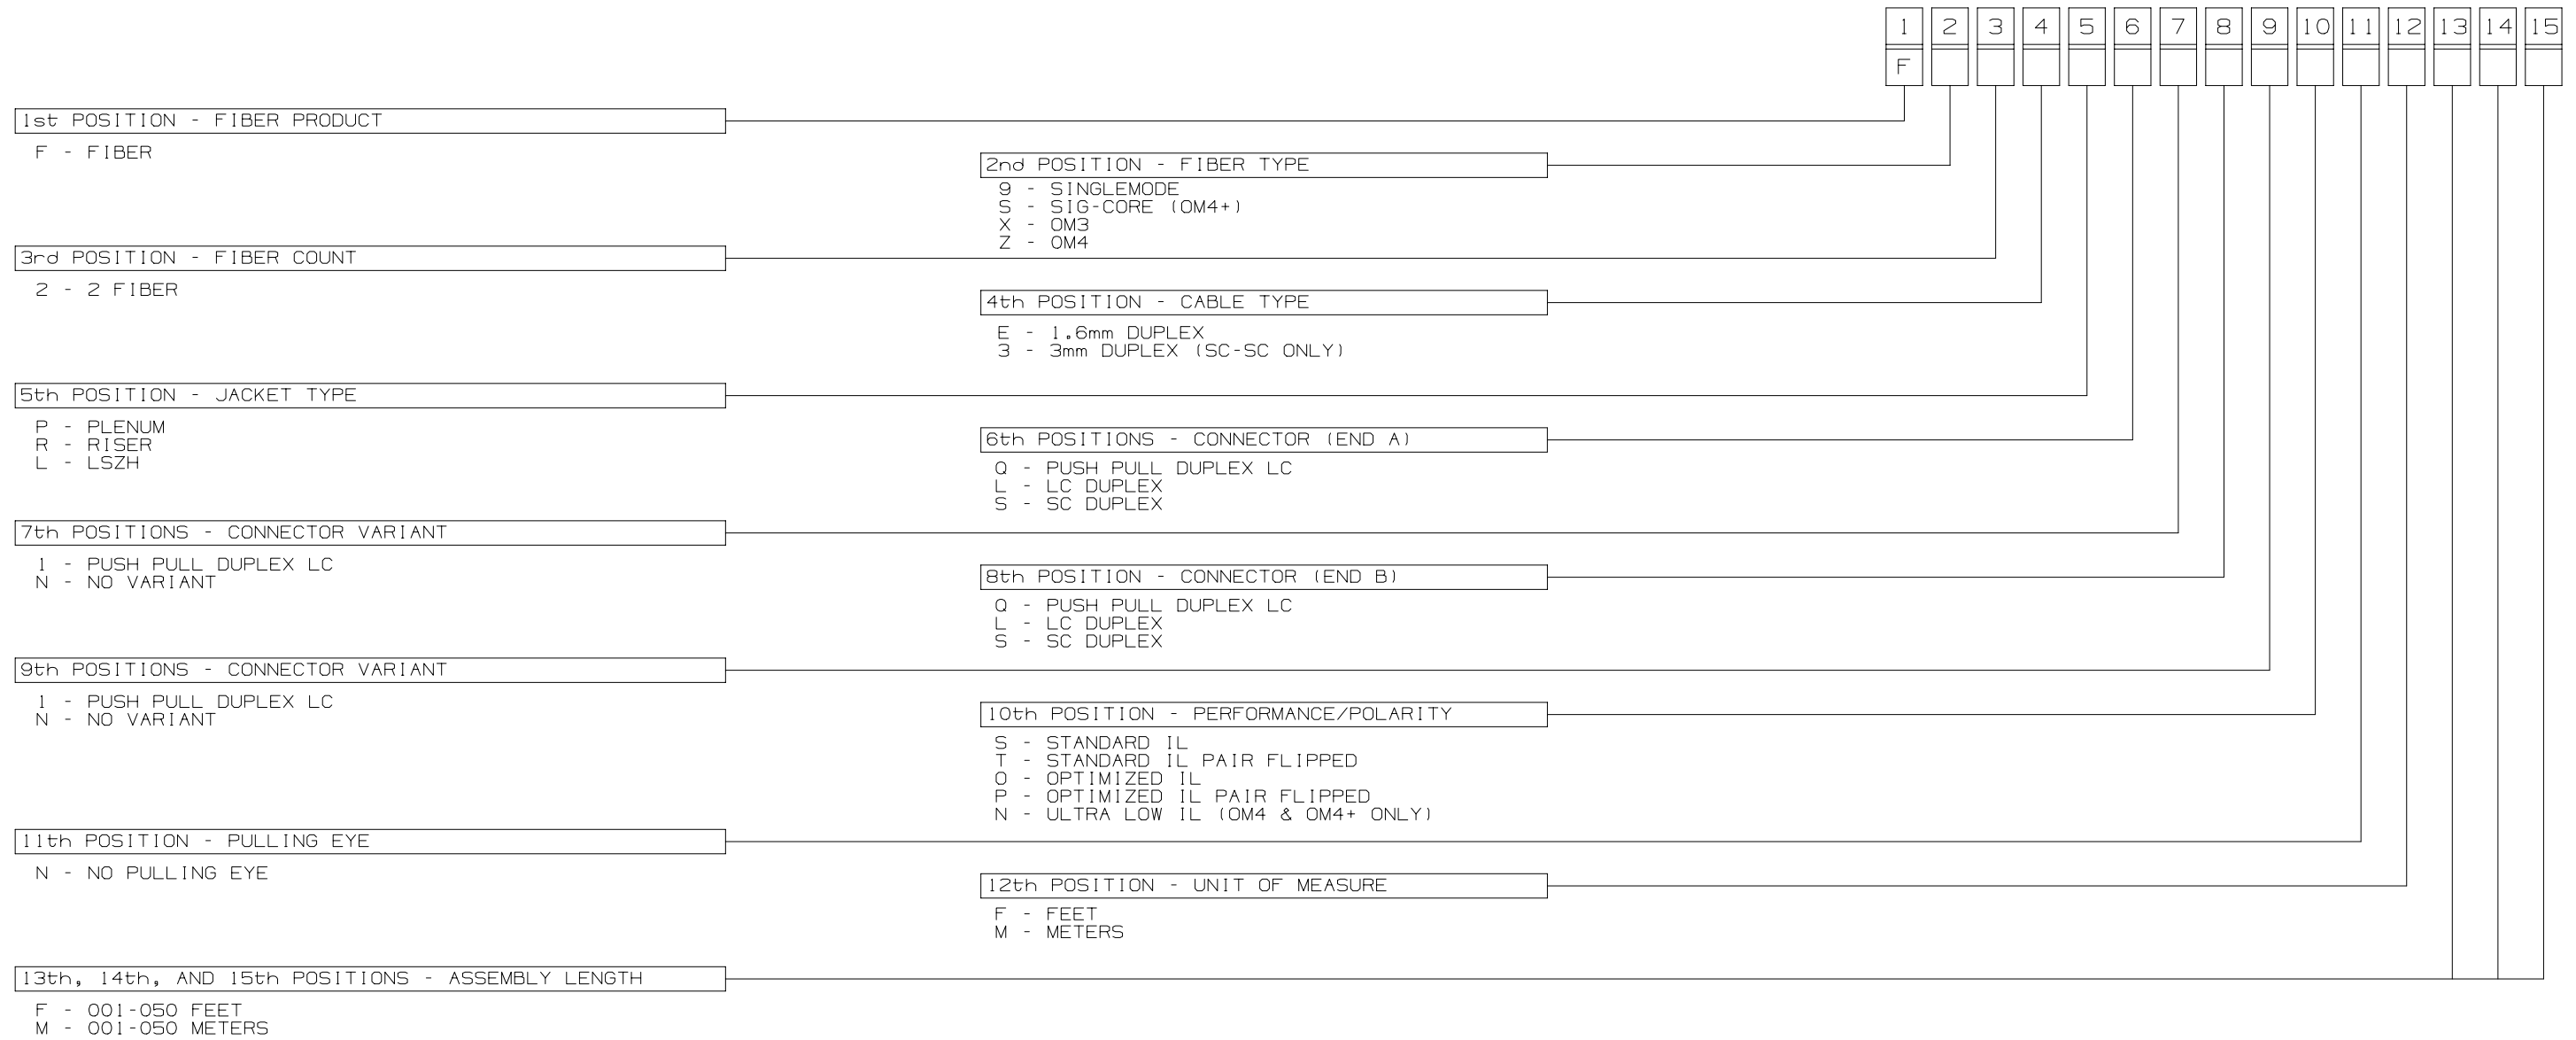 1 2 3 4 5 6 7 8 9 10 11 12 13 14 15
F
1st POSITION - FIBER PRODUCT
F - FIBER
2nd POSITION - FIBER TYPE
9 - SINGLEMODE
S - SIG-CORE (OM4+)
X - OM3
Z - OM4
3rd POSITION - FIBER COUNT
2 - 2 FIBER
4th POSITION - CABLE TYPE
E - 1.6mm DUPLEX
3 - 3mm DUPLEX (SC-SC ONLY)
5th POSITION - JACKET TYPE
P - PLENUM
R - RISER
L - LSZH
6th POSITIONS - CONNECTOR (END A)
Q - PUSH PULL DUPLEX LC
L - LC DUPLEX
S - SC DUPLEX
7th POSITIONS - CONNECTOR VARIANT
1 - PUSH PULL DUPLEX LC
N - NO VARIANT
8th POSITION - CONNECTOR (END B)
Q - PUSH PULL DUPLEX LC
L - LC DUPLEX
S - SC DUPLEX
9th POSITIONS - CONNECTOR VARIANT
1 - PUSH PULL DUPLEX LC
N - NO VARIANT
10th POSITION - PERFORMANCE/POLARITY
S - STANDARD IL
T - STANDARD IL PAIR FLIPPED
O - OPTIMIZED IL
P - OPTIMIZED IL PAIR FLIPPED
N - ULTRA LOW IL (OM4 & OM4+ ONLY)
11th POSITION - PULLING EYE
N - NO PULLING EYE
12th POSITION - UNIT OF MEASURE
F - FEET
M - METERS
13th, 14th, AND 15th POSITIONS - ASSEMBLY LENGTH
F - 001-050 FEET
M - 001-050 METERS